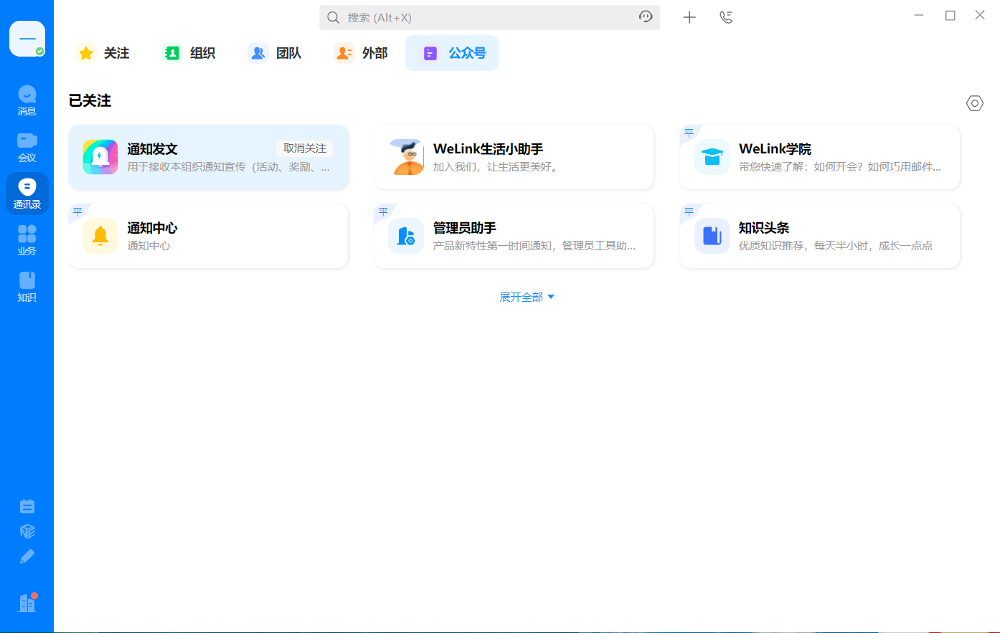 搜索 (Alt+X)
关注
组织
团队
外部
公众号
消息
会议
通讯录
业务
知识
已关注
通知发文
取消关注
用于接收本组织通知宣传（活动、奖励、...
WeLink生活小助手
加入我们，让生活更美好。
平
WeLink学院
带您快速了解：如何开会？如何巧用邮件...
平
通知中心
通知中心
平
管理员助手
产品新特性第一时间通知，管理员工具助...
平
知识头条
优质知识推荐，每天半小时，成长一点点
展开全部